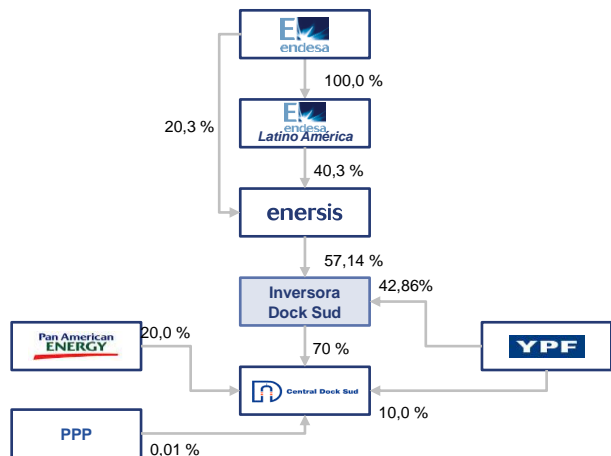 E
endesa
100,0 %
20,3 %
E
endesa
Latino América
40,3 %
enersis
57,14 %
Inversora
Dock Sud
42,86%
Pan American
ENERGY
20,0 %
70 %
YPF
D Central Dock Sud
10,0 %
PPP
0,01 %